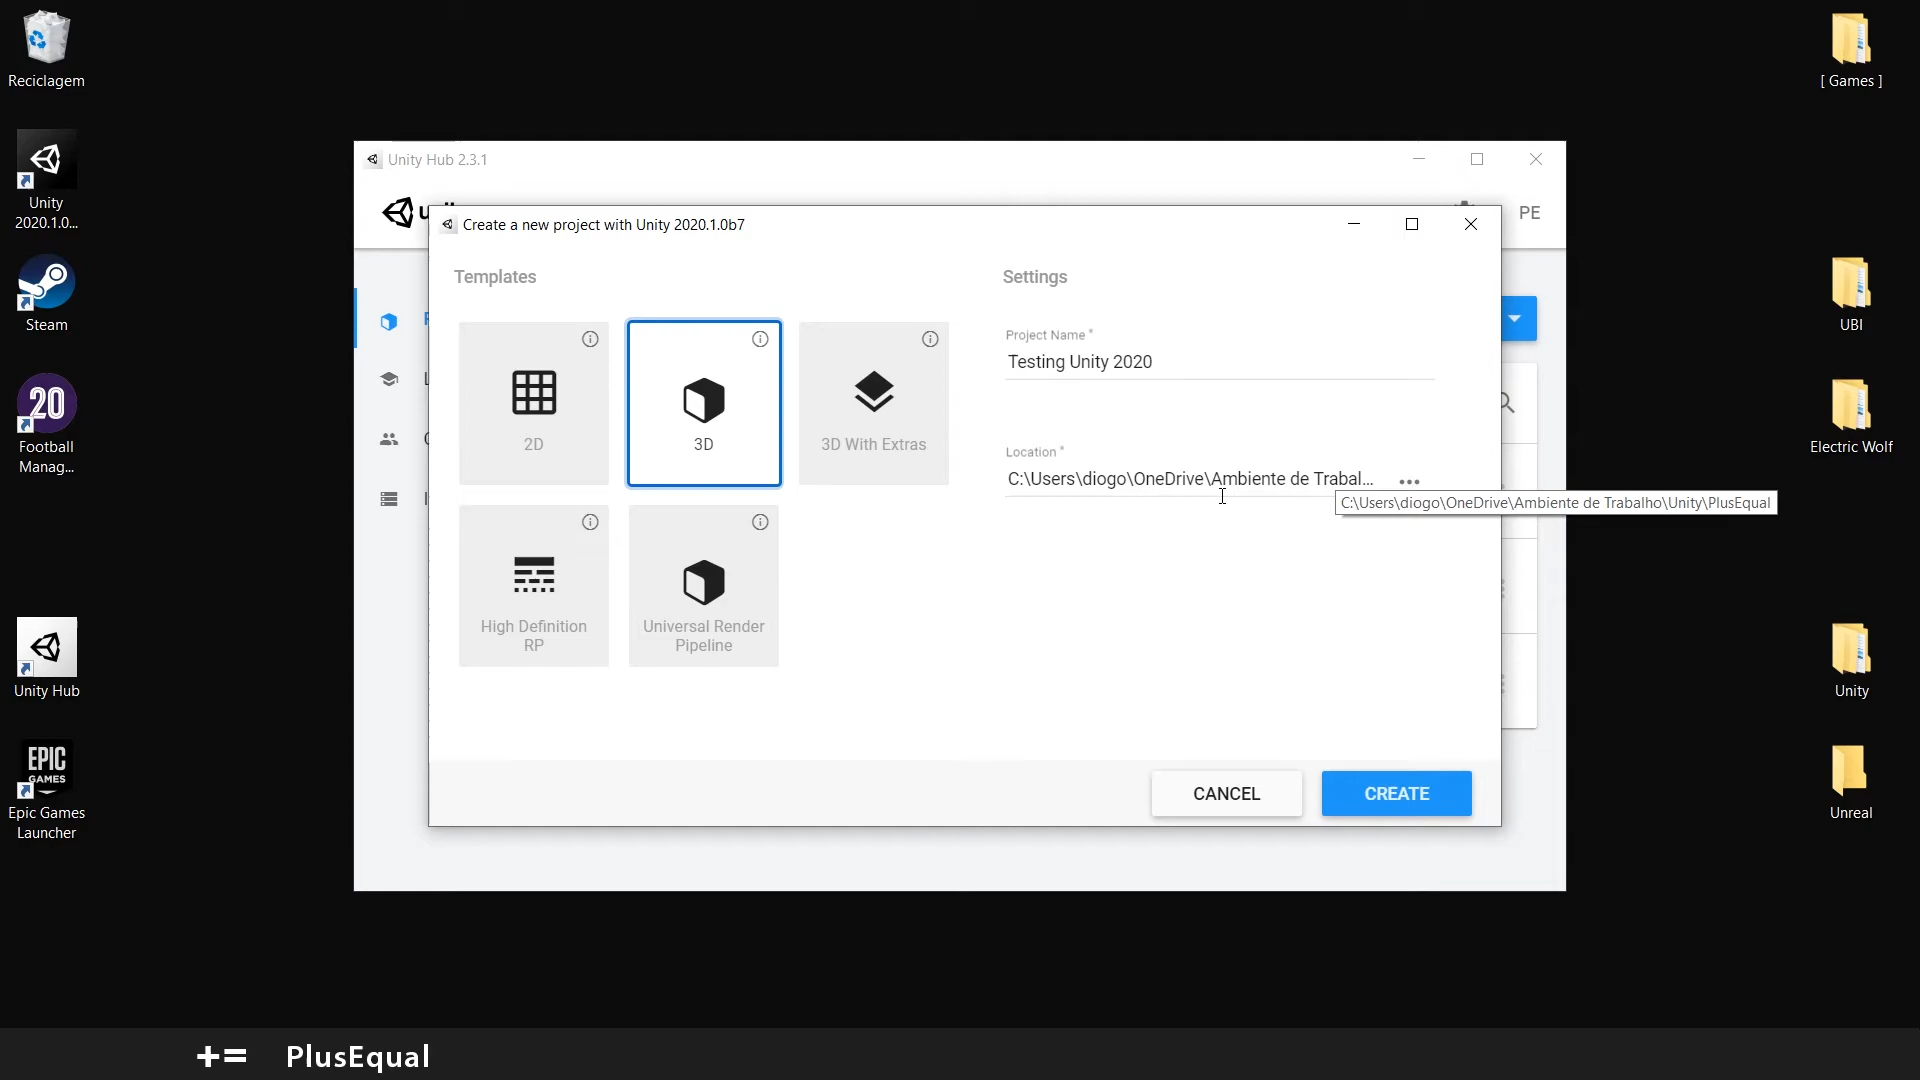 Reciclagem
[ Games ]
Unity
2020.1.0...
Steam
Football
Manag...
Unity Hub
EPIC
GAMES
Epic Games
Launcher
20
UBI
Electric Wolf
Unity
Unreal
Unity Hub 2.3.1
PE
Create a new project with Unity 2020.1.0b7
Templates
Settings
2D
3D
3D With Extras
High Definition
RP
Universal Render
Pipeline
Project Name *
Testing Unity 2020
Location *
C:\Users\diogo\OneDrive\Ambiente de Trabal...
C:\Users\diogo\OneDrive\Ambiente de Trabalho\Unity\PlusEqual
CANCEL
CREATE
+= PlusEqual